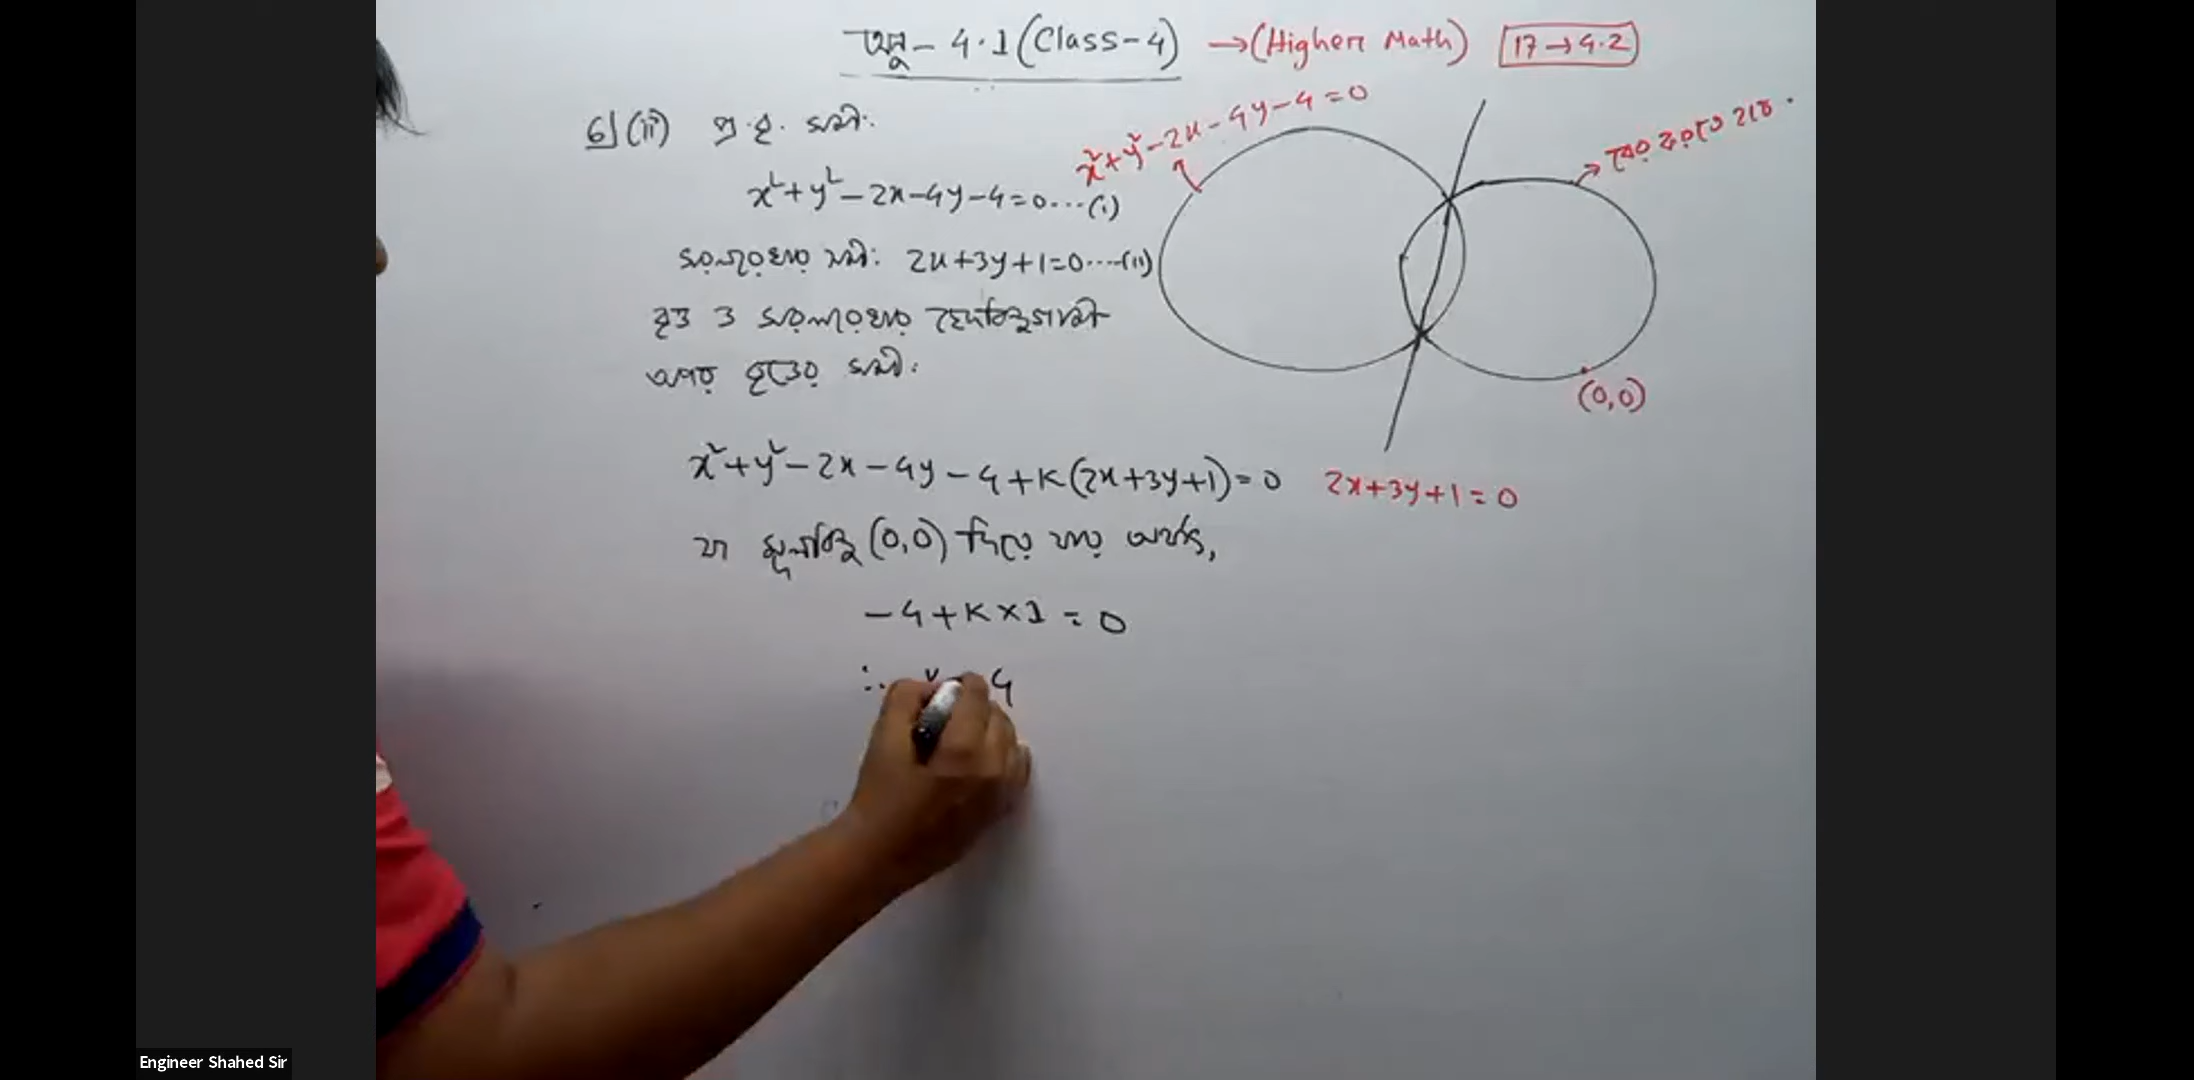 অনু- 4.1 (Class-4) → (Higher Math) 17 → 4.2
6|(ii) প্র. বৃ. সমী:
x²+y²-2x-4y-4=0
x²+y²-2x-4y-4=0...(i)
সরলরেখার সমী: 2x+3y+1=0....(ii)
বৃত্ত ও সরলরেখার ছেদবিন্দুগামী
অপর বৃত্তের সমী:
(0,0)
x²+y²-2x-4y-4+K(2x+3y+1)=0
2x+3y+1=0
যা মূলবিন্দু (0,0) দিয়ে যায় অর্থাৎ,
-4+K×1=0
∴ 4
Engineer Shahed Sir